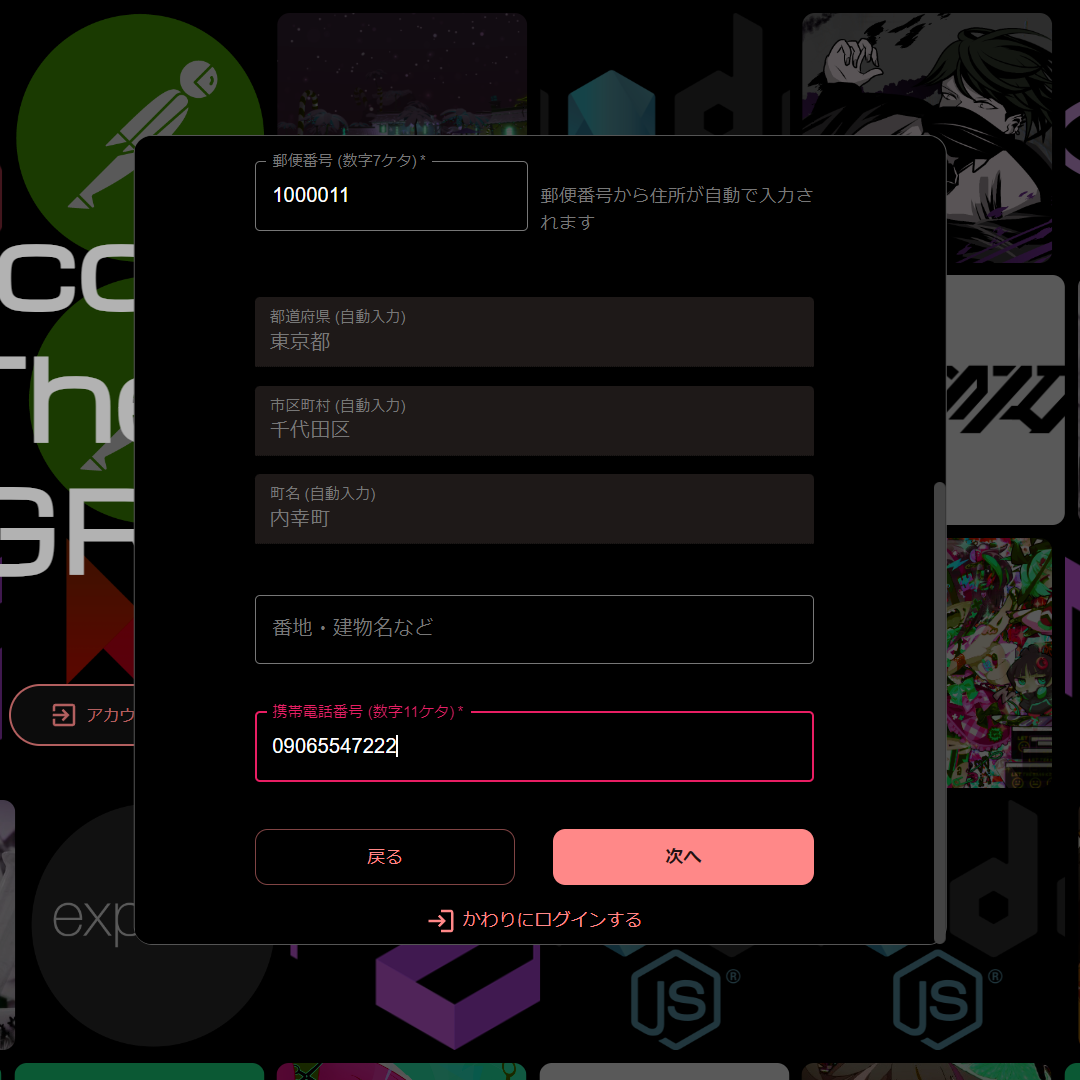 郵便番号 (数字7ケタ) *
1000011
郵便番号から住所が自動で入力さ
れます
都道府県 (自動入力)
東京都
市区町村 (自動入力)
千代田区
町名 (自動入力)
内幸町
番地・建物名など
携帯電話番号 (数字11ケタ) *
09065547222
戻る
次へ
かわりにログインする
co
The
GR
アカウ
exp
JS®
JS®